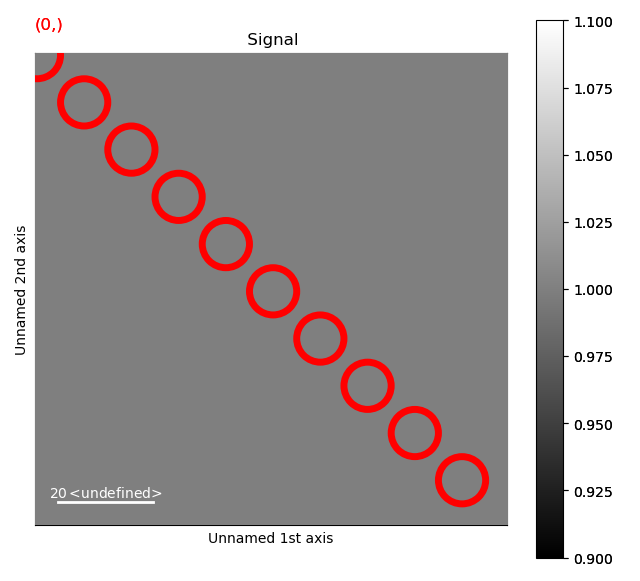 (0,)
Signal
Unnamed 2nd axis
20 <undefined>
Unnamed 1st axis
1.100
1.075
1.050
1.025
1.000
0.975
0.950
0.925
0.900